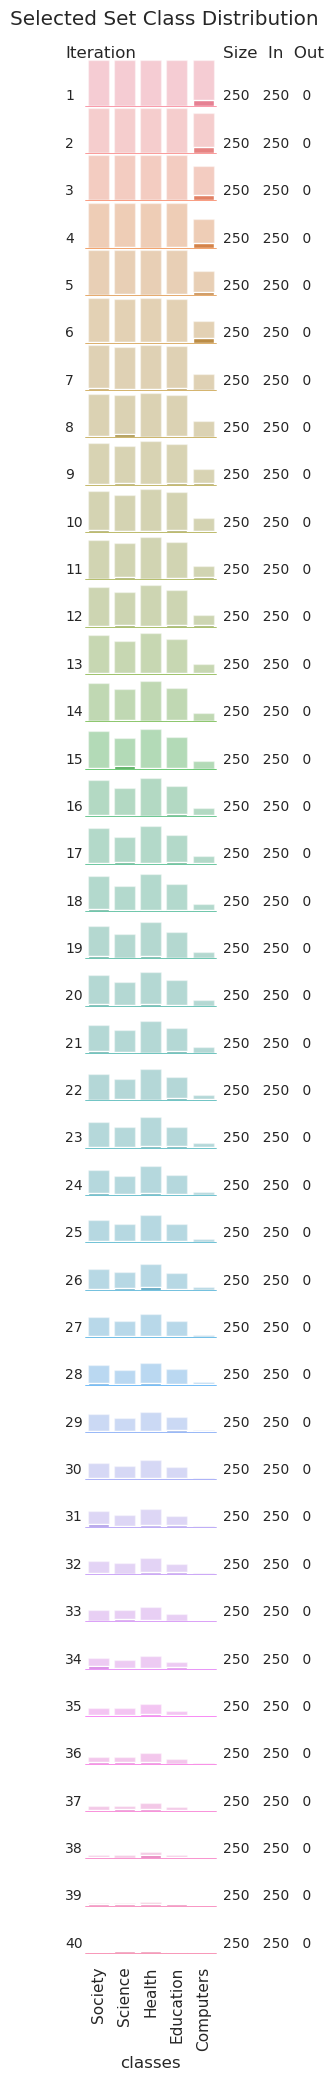 Selected Set Class Distribution
Iteration Size In Out
1 250 250 0
2 250 250 0
3 250 250 0
4 250 250 0
5 250 250 0
6 250 250 0
7 250 250 0
8 250 250 0
9 250 250 0
10 250 250 0
11 250 250 0
12 250 250 0
13 250 250 0
14 250 250 0
15 250 250 0
16 250 250 0
17 250 250 0
18 250 250 0
19 250 250 0
20 250 250 0
21 250 250 0
22 250 250 0
23 250 250 0
24 250 250 0
25 250 250 0
26 250 250 0
27 250 250 0
28 250 250 0
29 250 250 0
30 250 250 0
31 250 250 0
32 250 250 0
33 250 250 0
34 250 250 0
35 250 250 0
36 250 250 0
37 250 250 0
38 250 250 0
39 250 250 0
40 250 250 0
Society
Science
Health
Education
Computers
classes